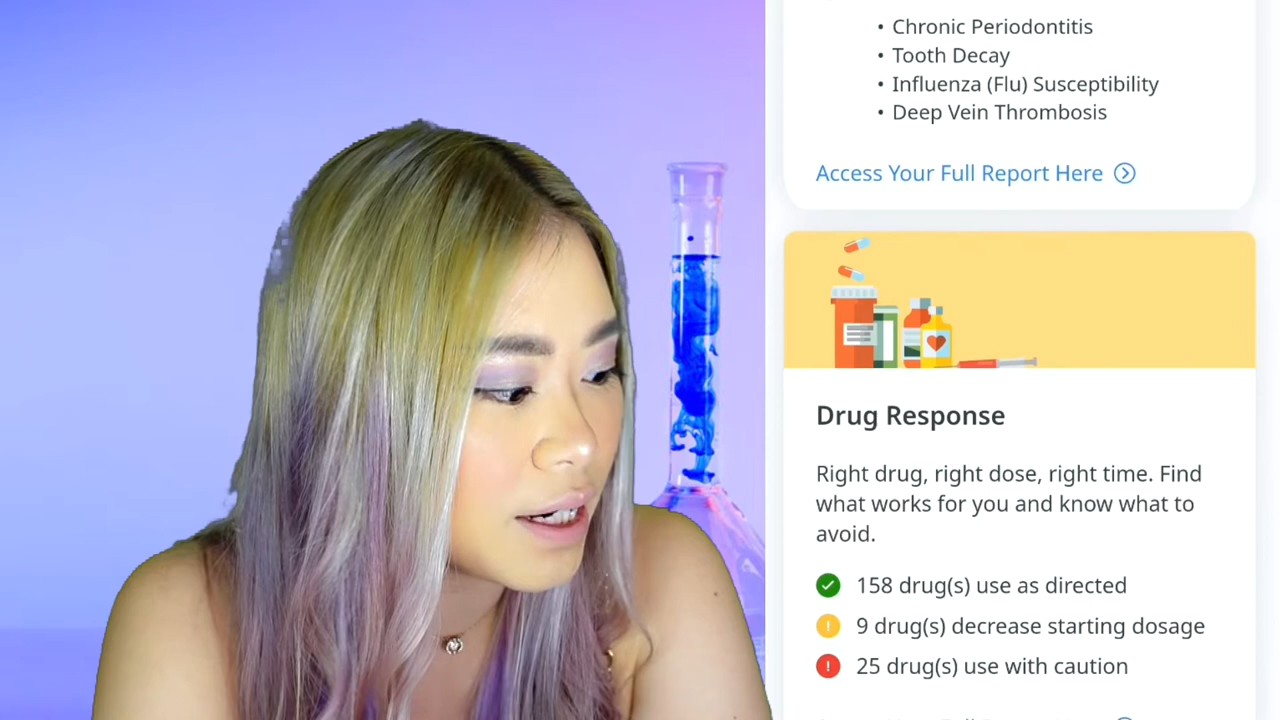 • Chronic Periodontitis
• Tooth Decay
• Influenza (Flu) Susceptibility
• Deep Vein Thrombosis
Access Your Full Report Here
Drug Response
Right drug, right dose, right time. Find
what works for you and know what to
avoid.
158 drug(s) use as directed
9 drug(s) decrease starting dosage
25 drug(s) use with caution